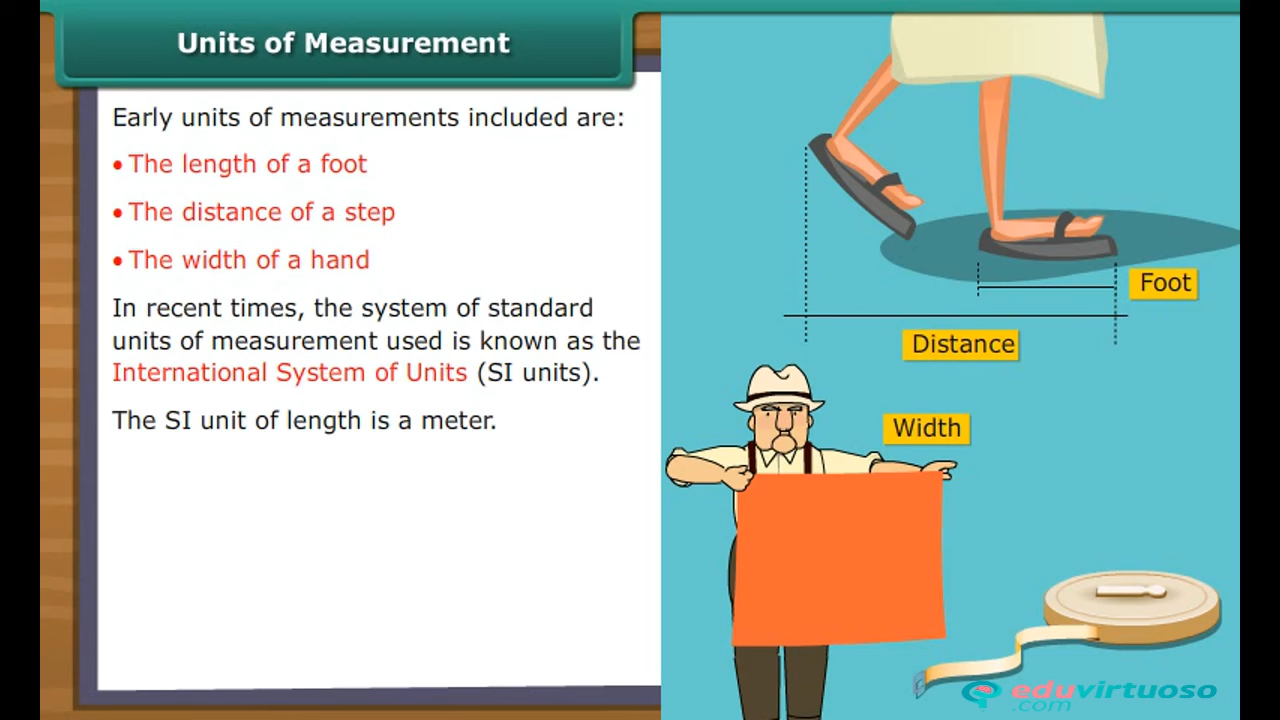 Units of Measurement
Early units of measurements included are:
• The length of a foot
• The distance of a step
• The width of a hand
In recent times, the system of standard
units of measurement used is known as the
International System of Units (SI units).
The SI unit of length is a meter.
Foot
Distance
Width
eduvirtuoso
.com